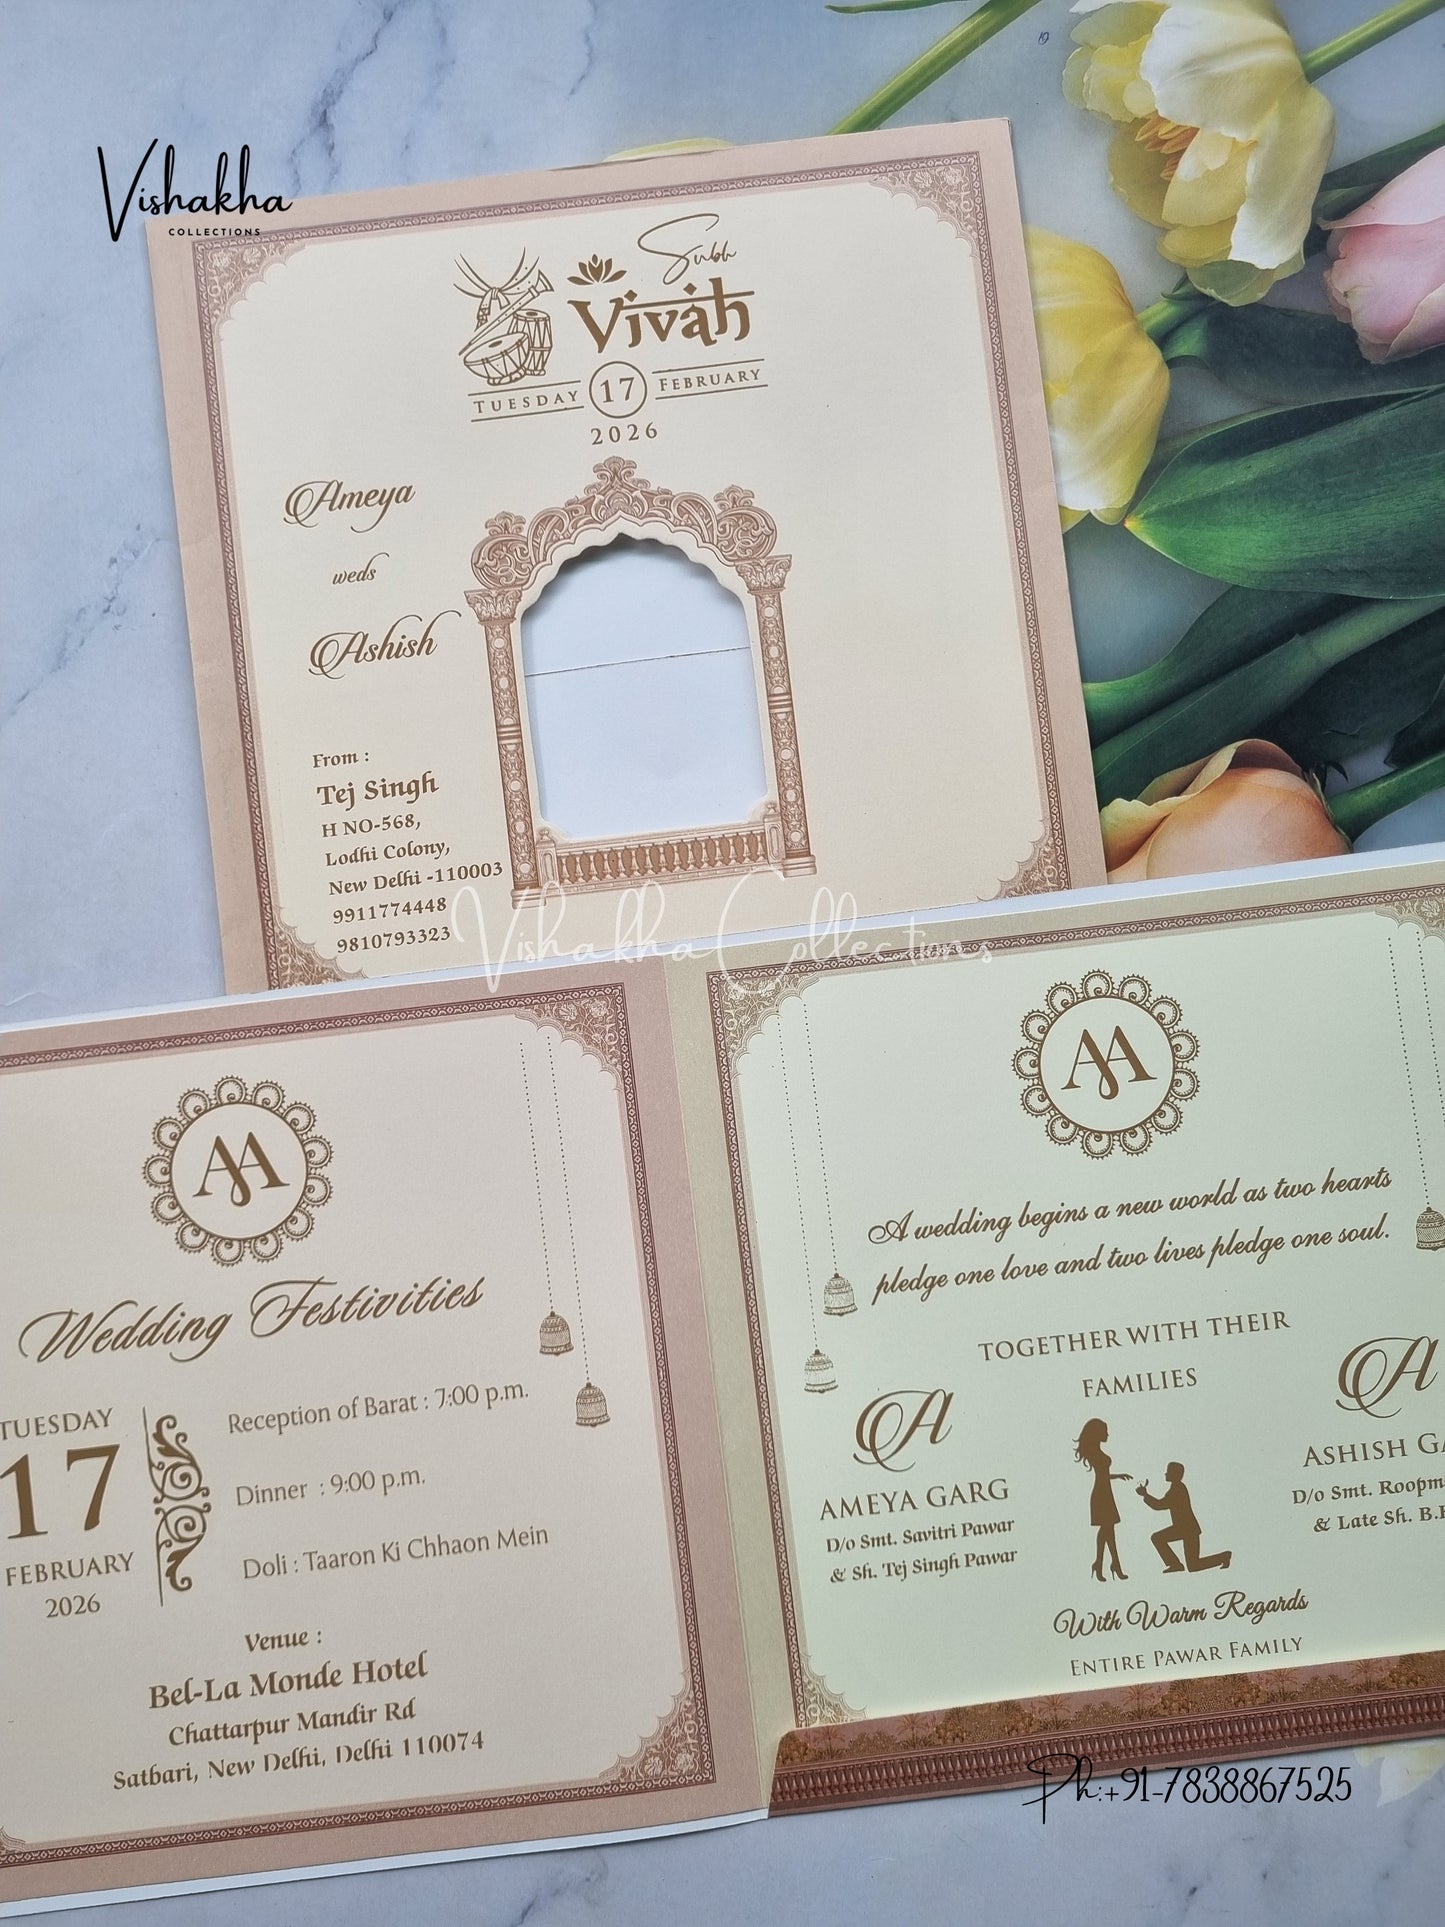 Vishakha
COLLECTIONS
Subh
Vivah
TUESDAY 17 FEBRUARY
2026
Ameya
weds
Ashish
From :
Tej Singh
H NO-568,
Lodhi Colony,
New Delhi -110003
9911774448
9810793323
Vishakha Collections
AA
Wedding Festivities
TUESDAY
17
FEBRUARY
2026
Reception of Barat : 7:00 p.m.
Dinner : 9:00 p.m.
Doli : Taaron Ki Chhaon Mein
Venue :
Bel-La Monde Hotel
Chattarpur Mandir Rd
Satbari, New Delhi, Delhi 110074
AA
A wedding begins a new world as two hearts
pledge one love and two lives pledge one soul.
TOGETHER WITH THEIR
FAMILIES
A
AMEYA GARG
D/o Smt. Savitri Pawar
& Sh. Tej Singh Pawar
A
ASHISH
D/o Smt.
& Late Sh.
With Warm Regards
ENTIRE PAWAR FAMILY
Ph:+91-7838867525